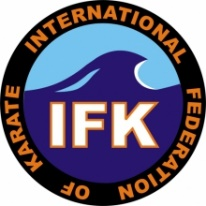 INTERNATIONAL FEDERATION OF KARATE
IFK